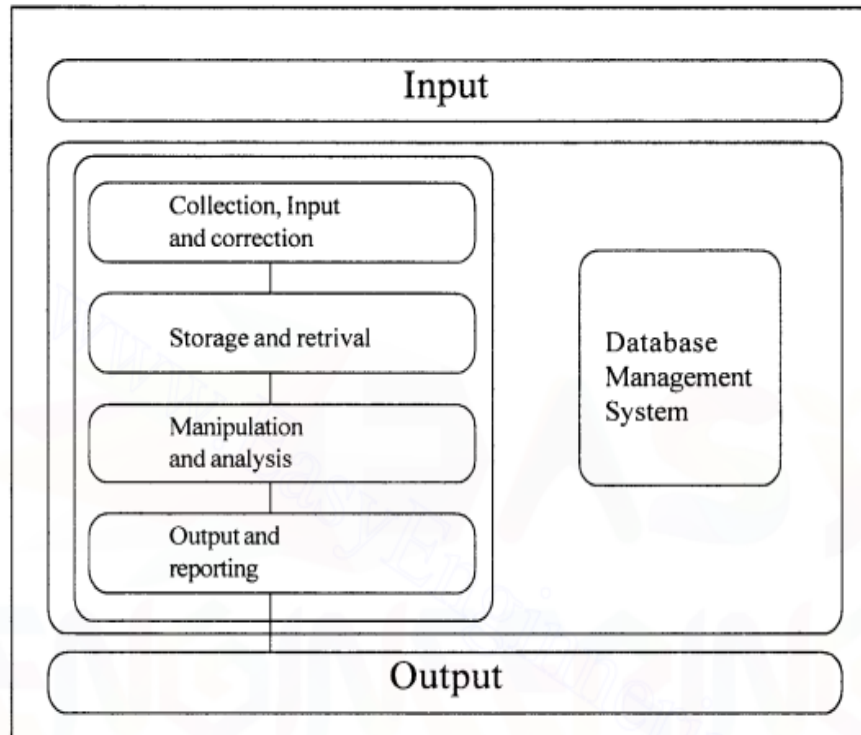 Input
Collection, Input
and correction
Storage and retrival
Manipulation
and analysis
Output and
reporting
Database
Management
System
Output